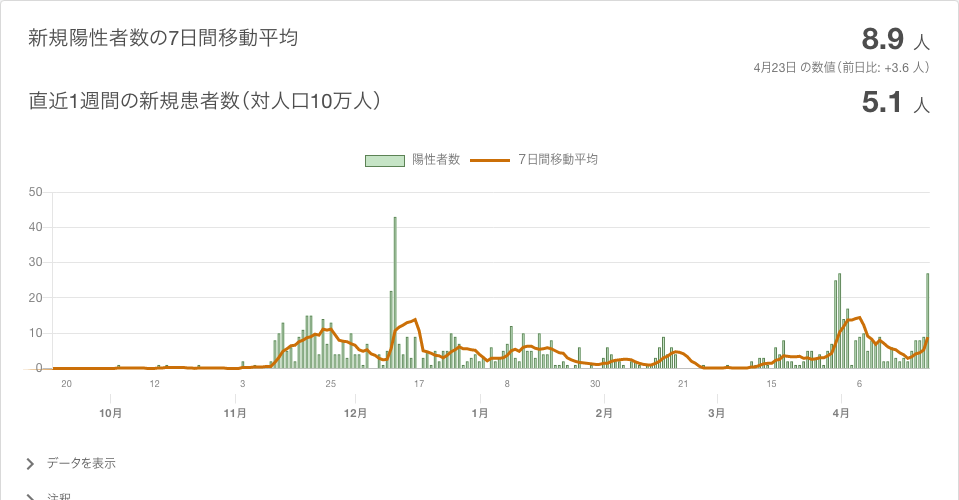 新規陽性者数の7日間移動平均
8.9 人
4月23日 の数値(前日比: +3.6 人)
直近1週間の新規患者数(対人口10万人)
5.1 人
陽性者数 7日間移動平均
50
40
30
20
10
0
20 12 3 25 17 8 30 21 15 6
10月 11月 12月 1月 2月 3月 4月
データを表示
注釈